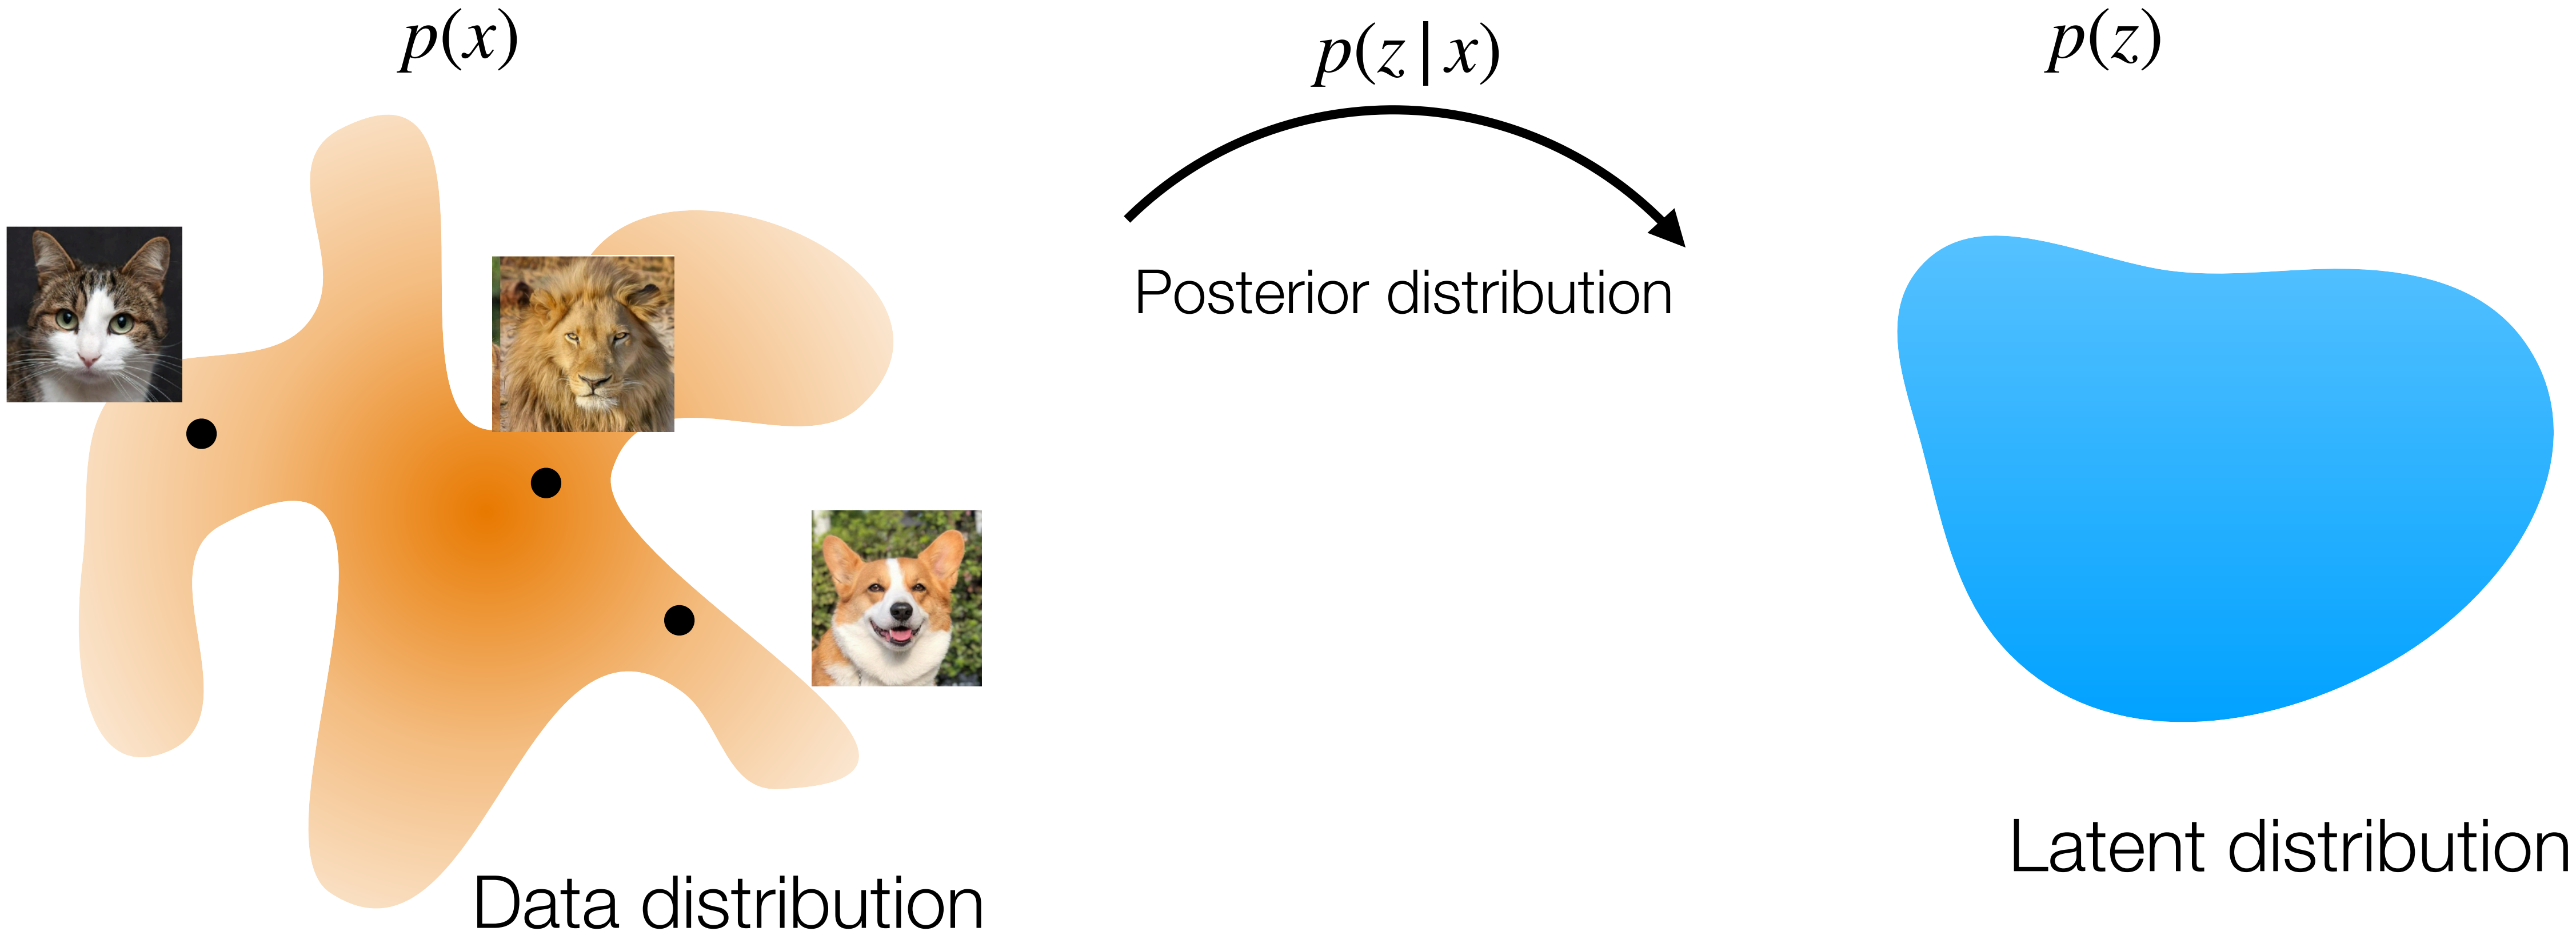 p(x)
p(z|x)
p(z)
Posterior distribution
Latent distribution
Data distribution